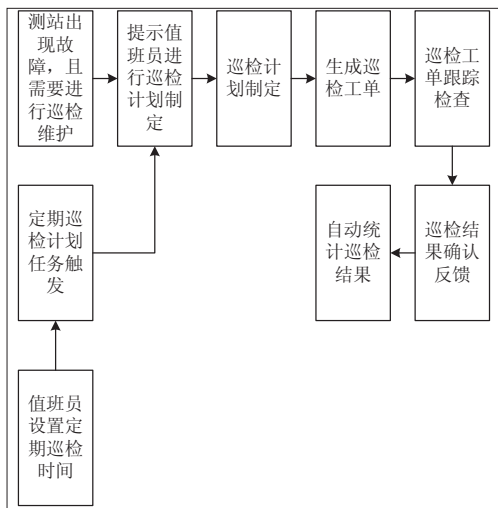 测站出
现故
障，且
需要进
行巡检
维护
提示值
班员进
行巡检
计划制
定
巡检计
划制定
生成巡
检工单
巡检工
单跟踪
检查
定期巡
检计划
任务触
发
自动统
计巡检
结果
巡检结
果确认
反馈
值班员
设置定
期巡检
时间